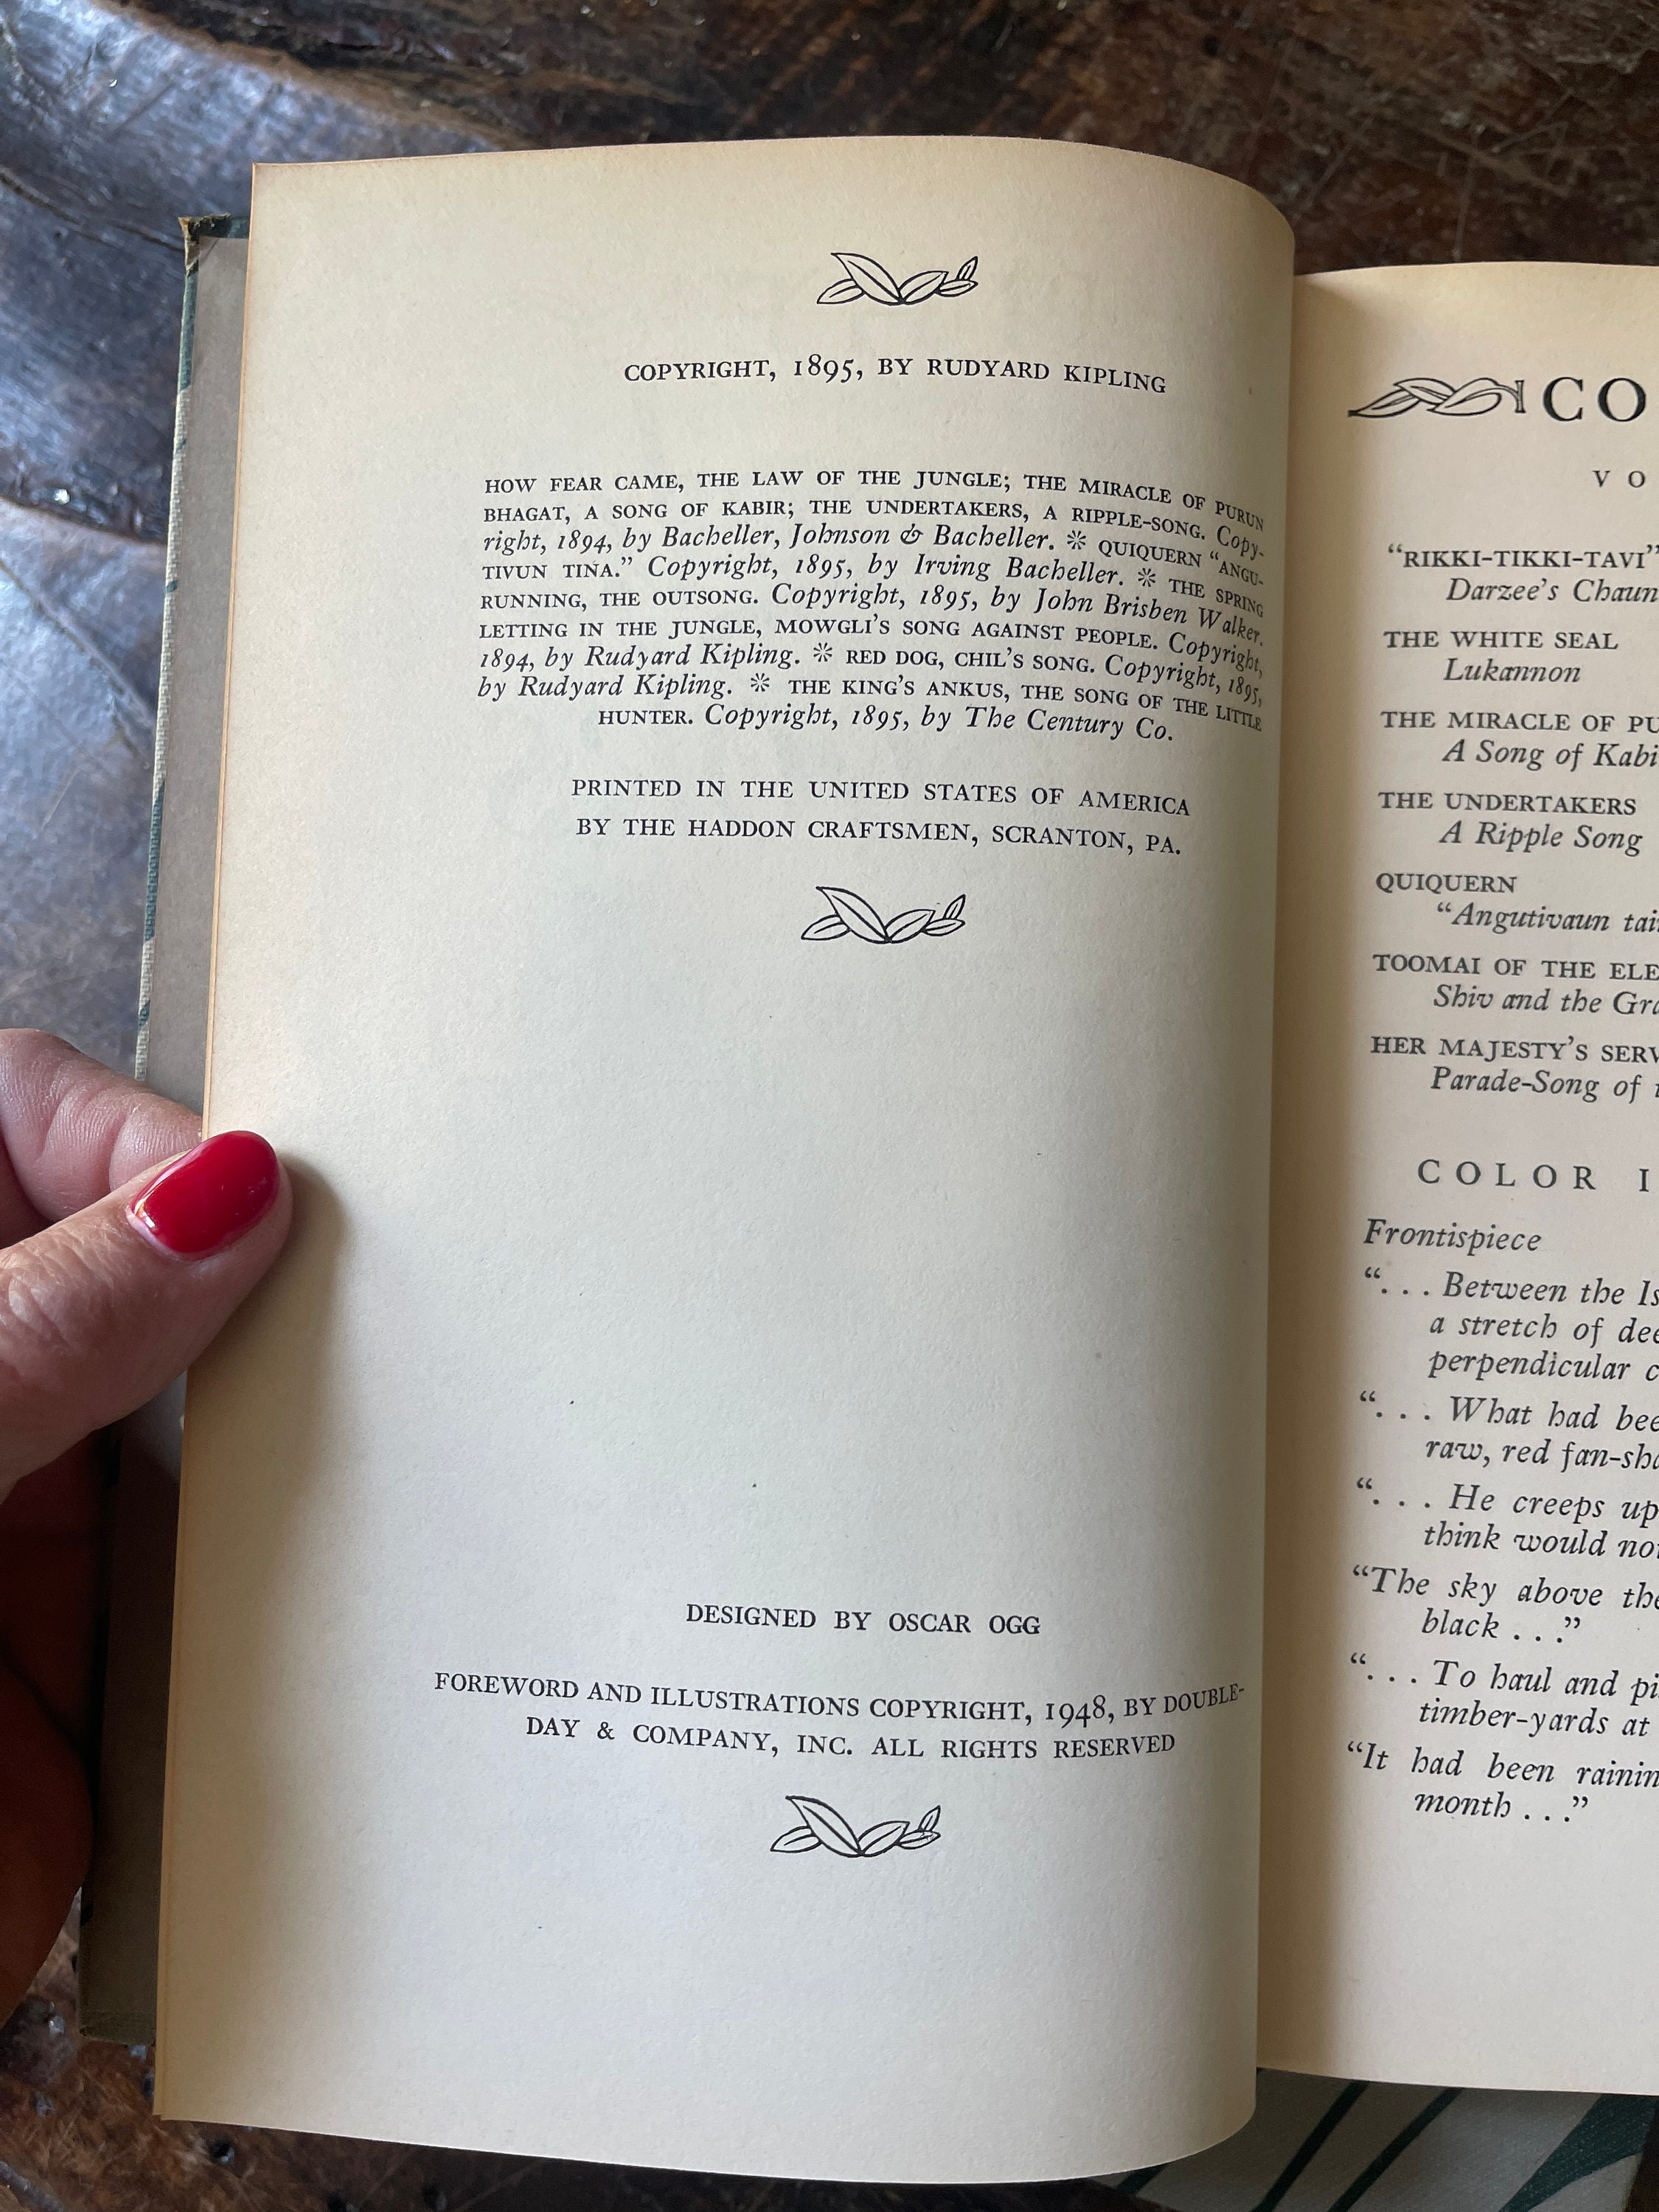 COPYRIGHT, 1895, BY RUDYARD KIPLING
HOW FEAR CAME, THE LAW OF THE JUNGLE; THE MIRACLE OF PURUN
BHAGAT, A SONG OF KABIR; THE UNDERTAKERS, A RIPPLE-SONG. Copy-
right, 1894, by Bacheller, Johnson & Bacheller. ❊ QUIQUERN "ANGU-
TIVUN TINA." Copyright, 1895, by Irving Bacheller. ❊ THE SPRING
RUNNING, THE OUTSONG. Copyright, 1895, by John Brisben Walker.
LETTING IN THE JUNGLE, MOWGLI'S SONG AGAINST PEOPLE. Copyright,
1894, by Rudyard Kipling. ❊ RED DOG, CHIL'S SONG. Copyright, 1895,
by Rudyard Kipling. ❊ THE KING'S ANKUS, THE SONG OF THE LITTLE
HUNTER. Copyright, 1895, by The Century Co.
PRINTED IN THE UNITED STATES OF AMERICA
BY THE HADDON CRAFTSMEN, SCRANTON, PA.
DESIGNED BY OSCAR OGG
FOREWORD AND ILLUSTRATIONS COPYRIGHT, 1948, BY DOUBLE-
DAY & COMPANY, INC. ALL RIGHTS RESERVED
CO
VO
"RIKKI-TIKKI-TAVI"
Darzee's Chaun
THE WHITE SEAL
Lukannon
THE MIRACLE OF PU
A Song of Kabi
THE UNDERTAKERS
A Ripple Song
QUIQUERN
"Angutivaun tai
TOOMAI OF THE ELE
Shiv and the Gra
HER MAJESTY'S SERV
Parade-Song of t
COLOR I
Frontispiece
". . . Between the Is
a stretch of dee
perpendicular c
". . . What had bee
raw, red fan-sha
". . . He creeps up
think would not
"The sky above the
black . . ."
". . . To haul and pi
timber-yards at
"It had been rainin
month . . ."